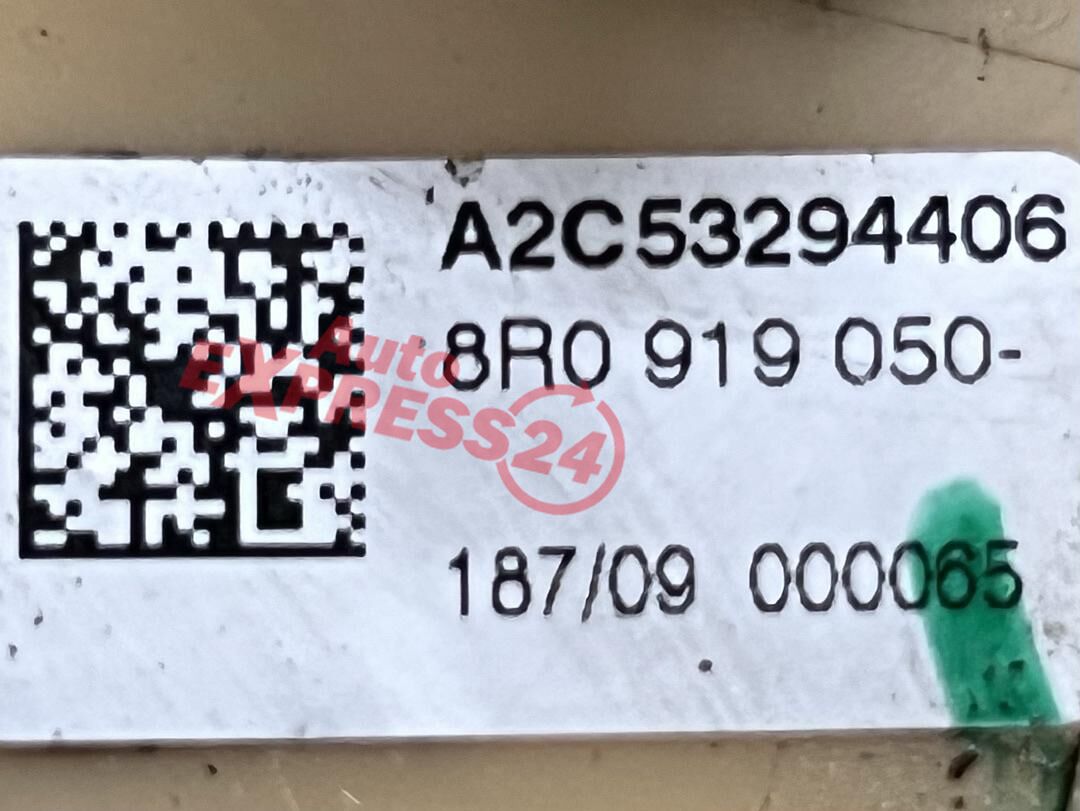 A2C53294406
8R0 919 050-
Auto
EXPRESS24
187/09 000065